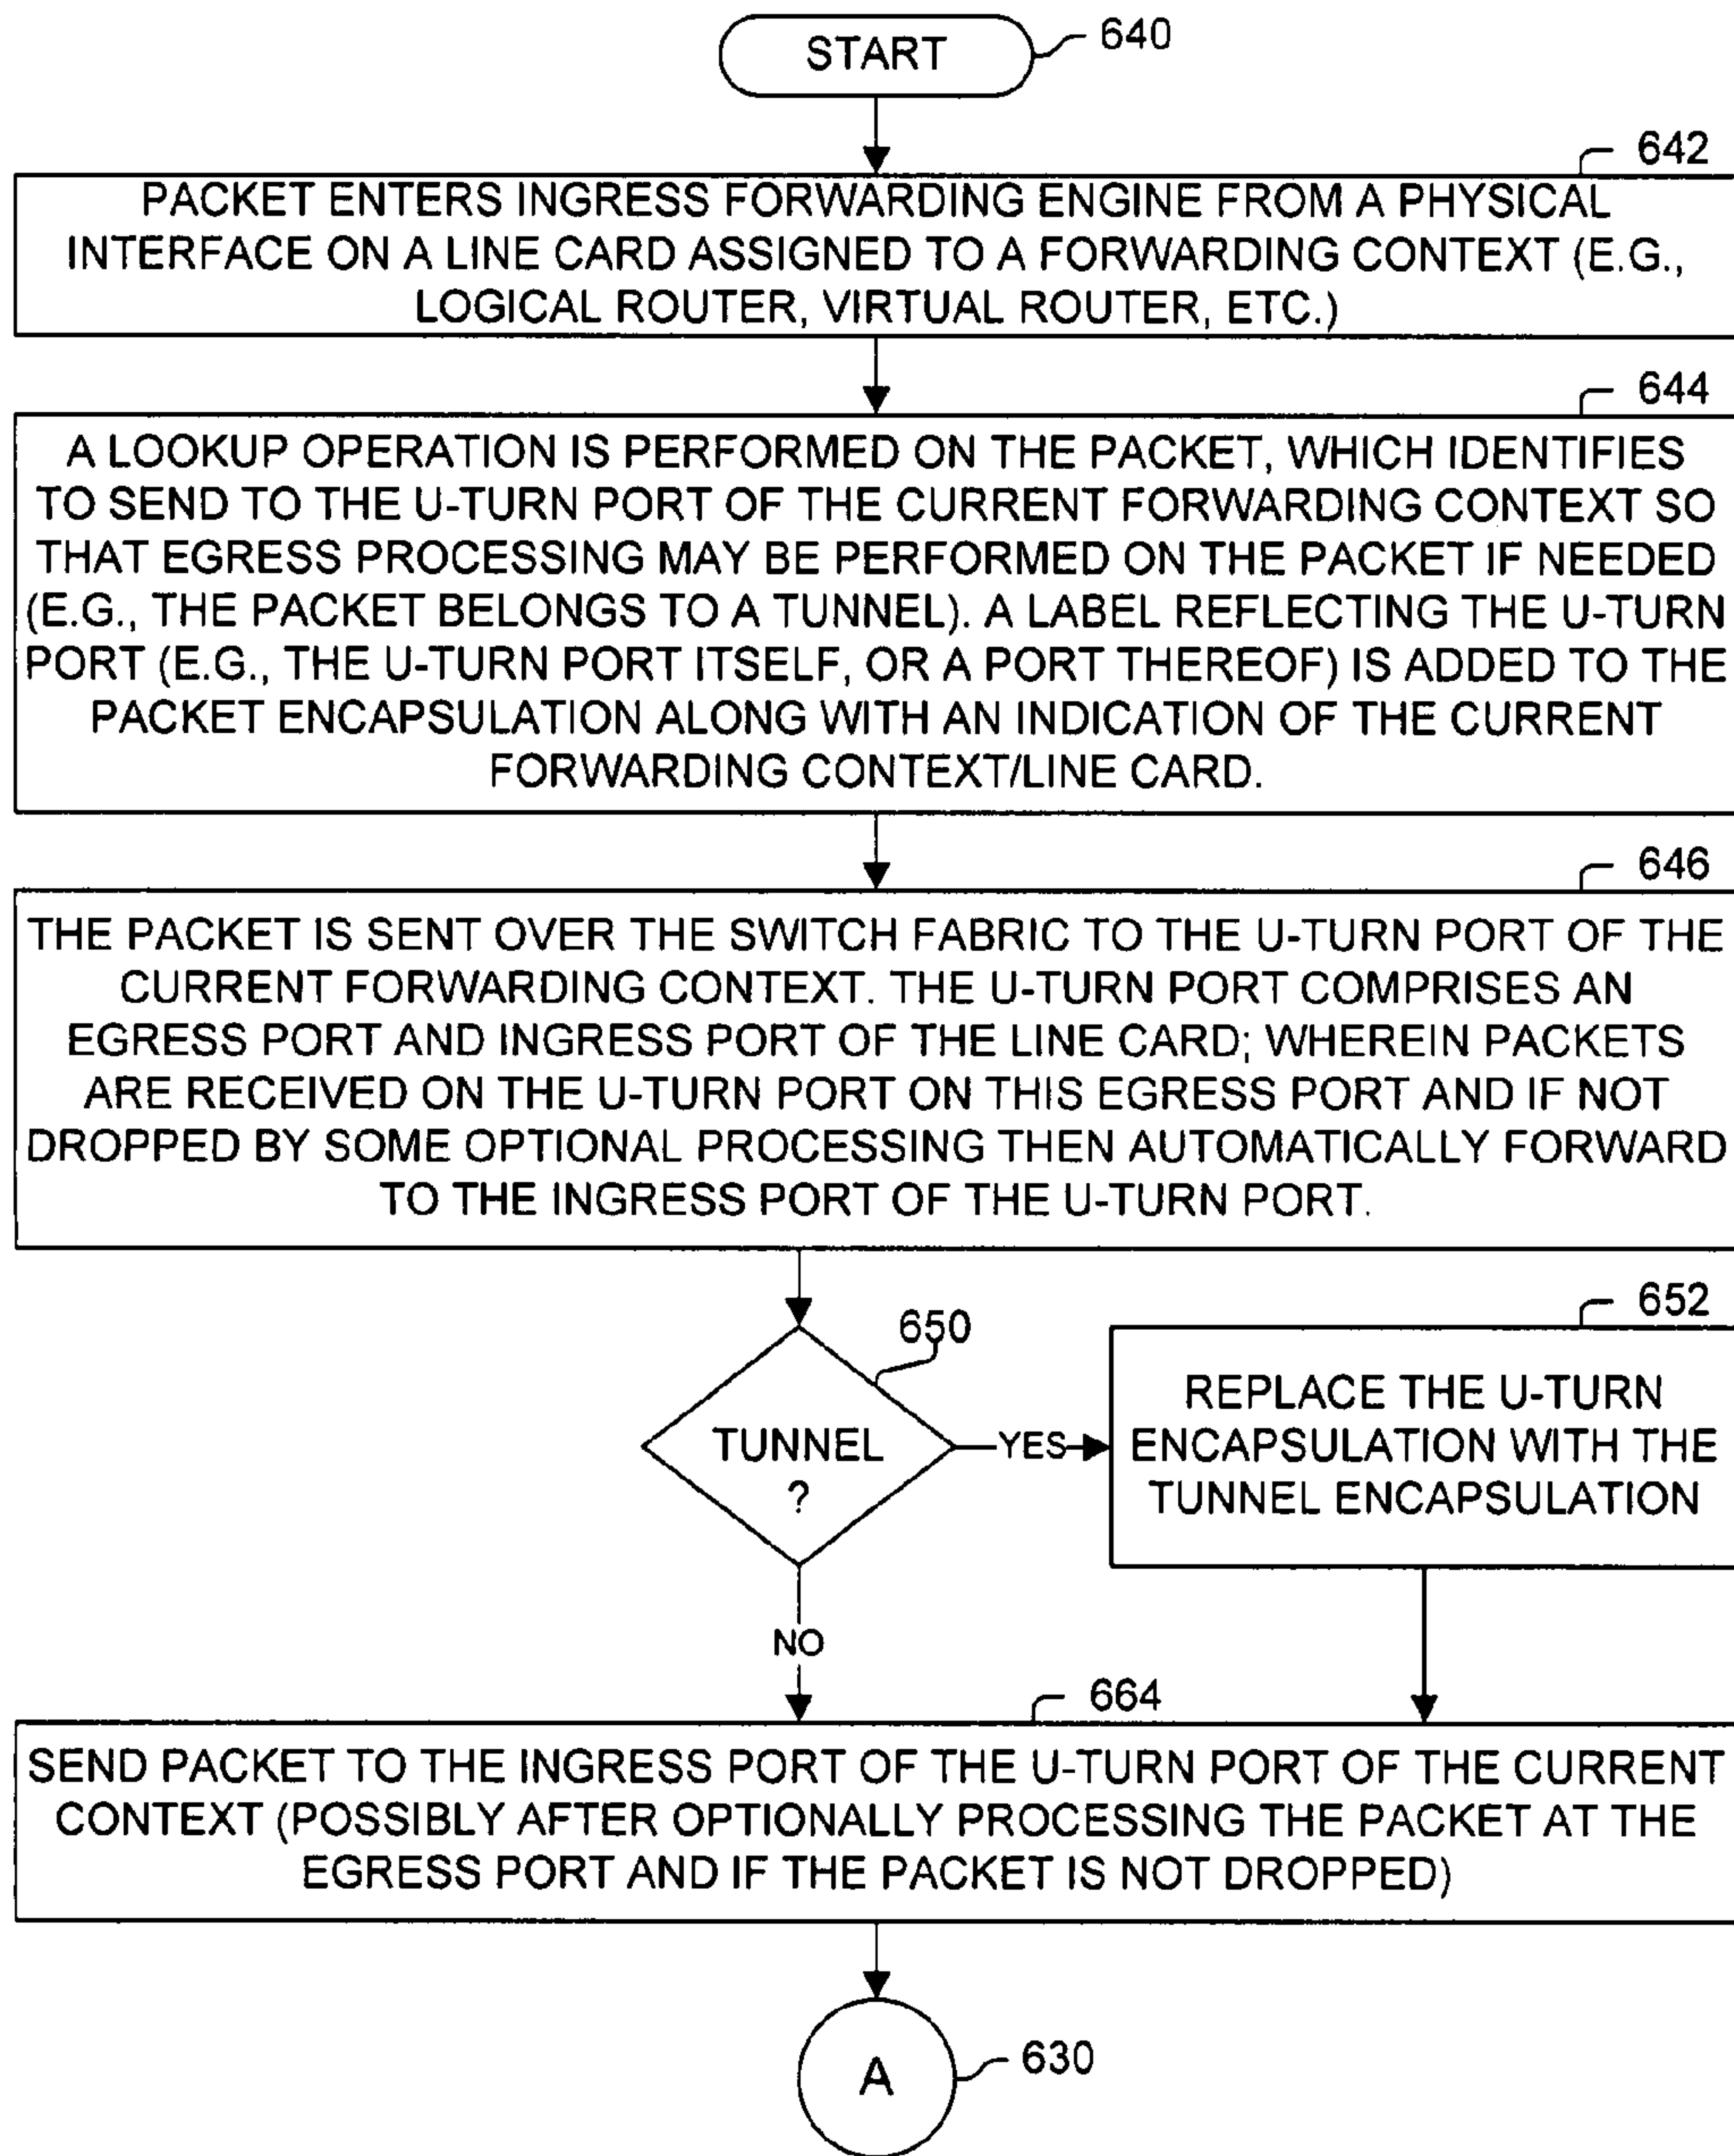 START
640
642
PACKET ENTERS INGRESS FORWARDING ENGINE FROM A PHYSICAL
INTERFACE ON A LINE CARD ASSIGNED TO A FORWARDING CONTEXT (E.G.,
LOGICAL ROUTER, VIRTUAL ROUTER, ETC.)
644
A LOOKUP OPERATION IS PERFORMED ON THE PACKET, WHICH IDENTIFIES
TO SEND TO THE U-TURN PORT OF THE CURRENT FORWARDING CONTEXT SO
THAT EGRESS PROCESSING MAY BE PERFORMED ON THE PACKET IF NEEDED
(E.G., THE PACKET BELONGS TO A TUNNEL). A LABEL REFLECTING THE U-TURN
PORT (E.G., THE U-TURN PORT ITSELF, OR A PORT THEREOF) IS ADDED TO THE
PACKET ENCAPSULATION ALONG WITH AN INDICATION OF THE CURRENT
FORWARDING CONTEXT/LINE CARD.
646
THE PACKET IS SENT OVER THE SWITCH FABRIC TO THE U-TURN PORT OF THE
CURRENT FORWARDING CONTEXT. THE U-TURN PORT COMPRISES AN
EGRESS PORT AND INGRESS PORT OF THE LINE CARD; WHEREIN PACKETS
ARE RECEIVED ON THE U-TURN PORT ON THIS EGRESS PORT AND IF NOT
DROPPED BY SOME OPTIONAL PROCESSING THEN AUTOMATICALLY FORWARD
TO THE INGRESS PORT OF THE U-TURN PORT.
650
TUNNEL
?
YES
652
REPLACE THE U-TURN
ENCAPSULATION WITH THE
TUNNEL ENCAPSULATION
NO
664
SEND PACKET TO THE INGRESS PORT OF THE U-TURN PORT OF THE CURRENT
CONTEXT (POSSIBLY AFTER OPTIONALLY PROCESSING THE PACKET AT THE
EGRESS PORT AND IF THE PACKET IS NOT DROPPED)
A
630